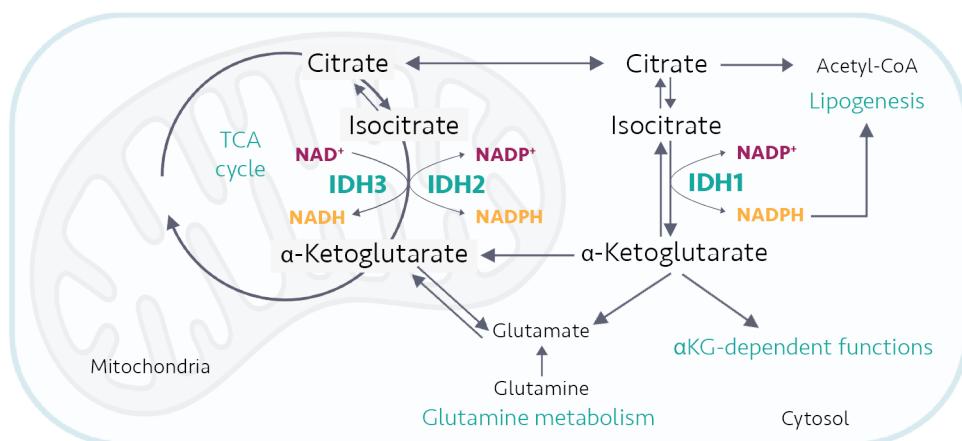 Citrate
Citrate
Acetyl-CoA
Lipogenesis
TCA
cycle
Isocitrate
Isocitrate
NAD⁺
NADP⁺
NADP⁺
IDH3
IDH2
IDH1
NADH
NADPH
NADPH
α-Ketoglutarate
α-Ketoglutarate
Glutamate
αKG-dependent functions
Mitochondria
Glutamine
Glutamine metabolism
Cytosol